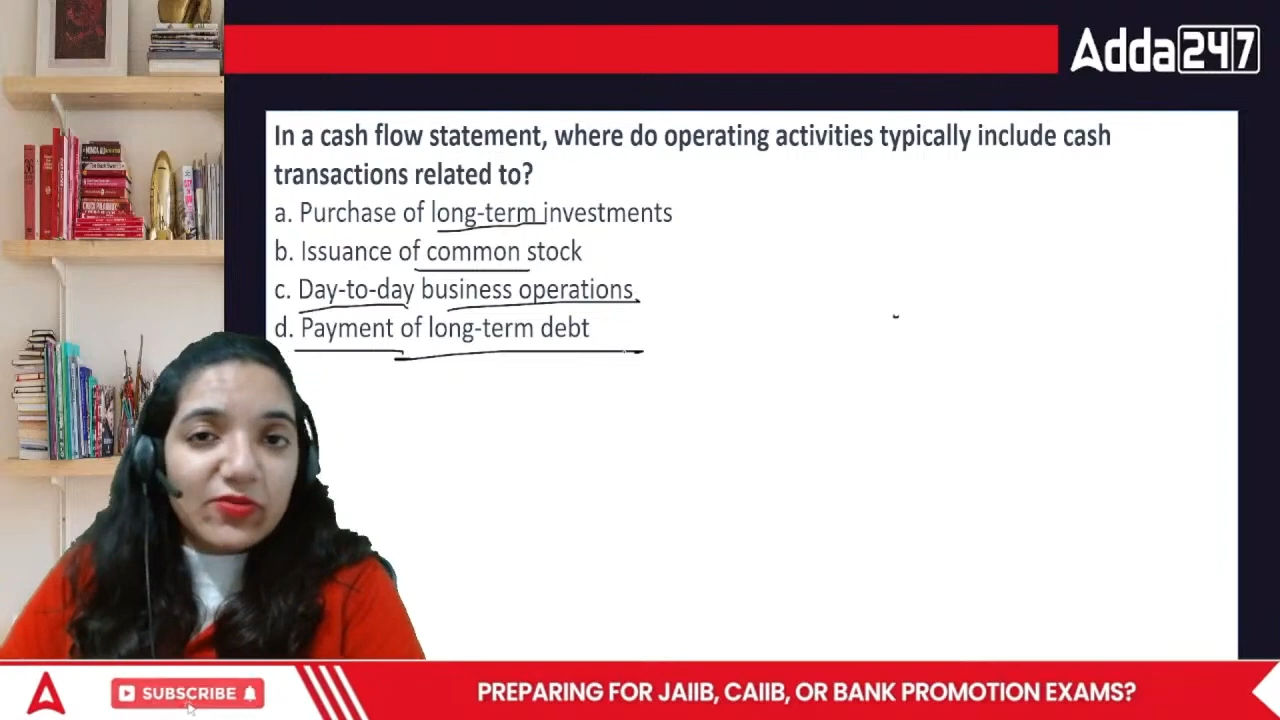 Adda247
In a cash flow statement, where do operating activities typically include cash
transactions related to?
a. Purchase of long-term investments
b. Issuance of common stock
c. Day-to-day business operations
d. Payment of long-term debt
SUBSCRIBE
PREPARING FOR JAIIB, CAIIB, OR BANK PROMOTION EXAMS?